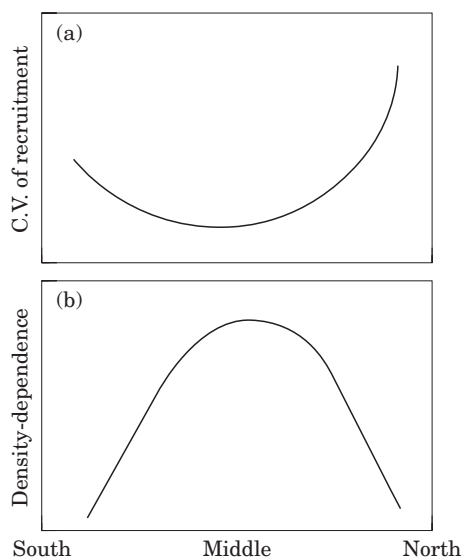 (a)
C.V. of recruitment
(b)
Density-dependence
South Middle North